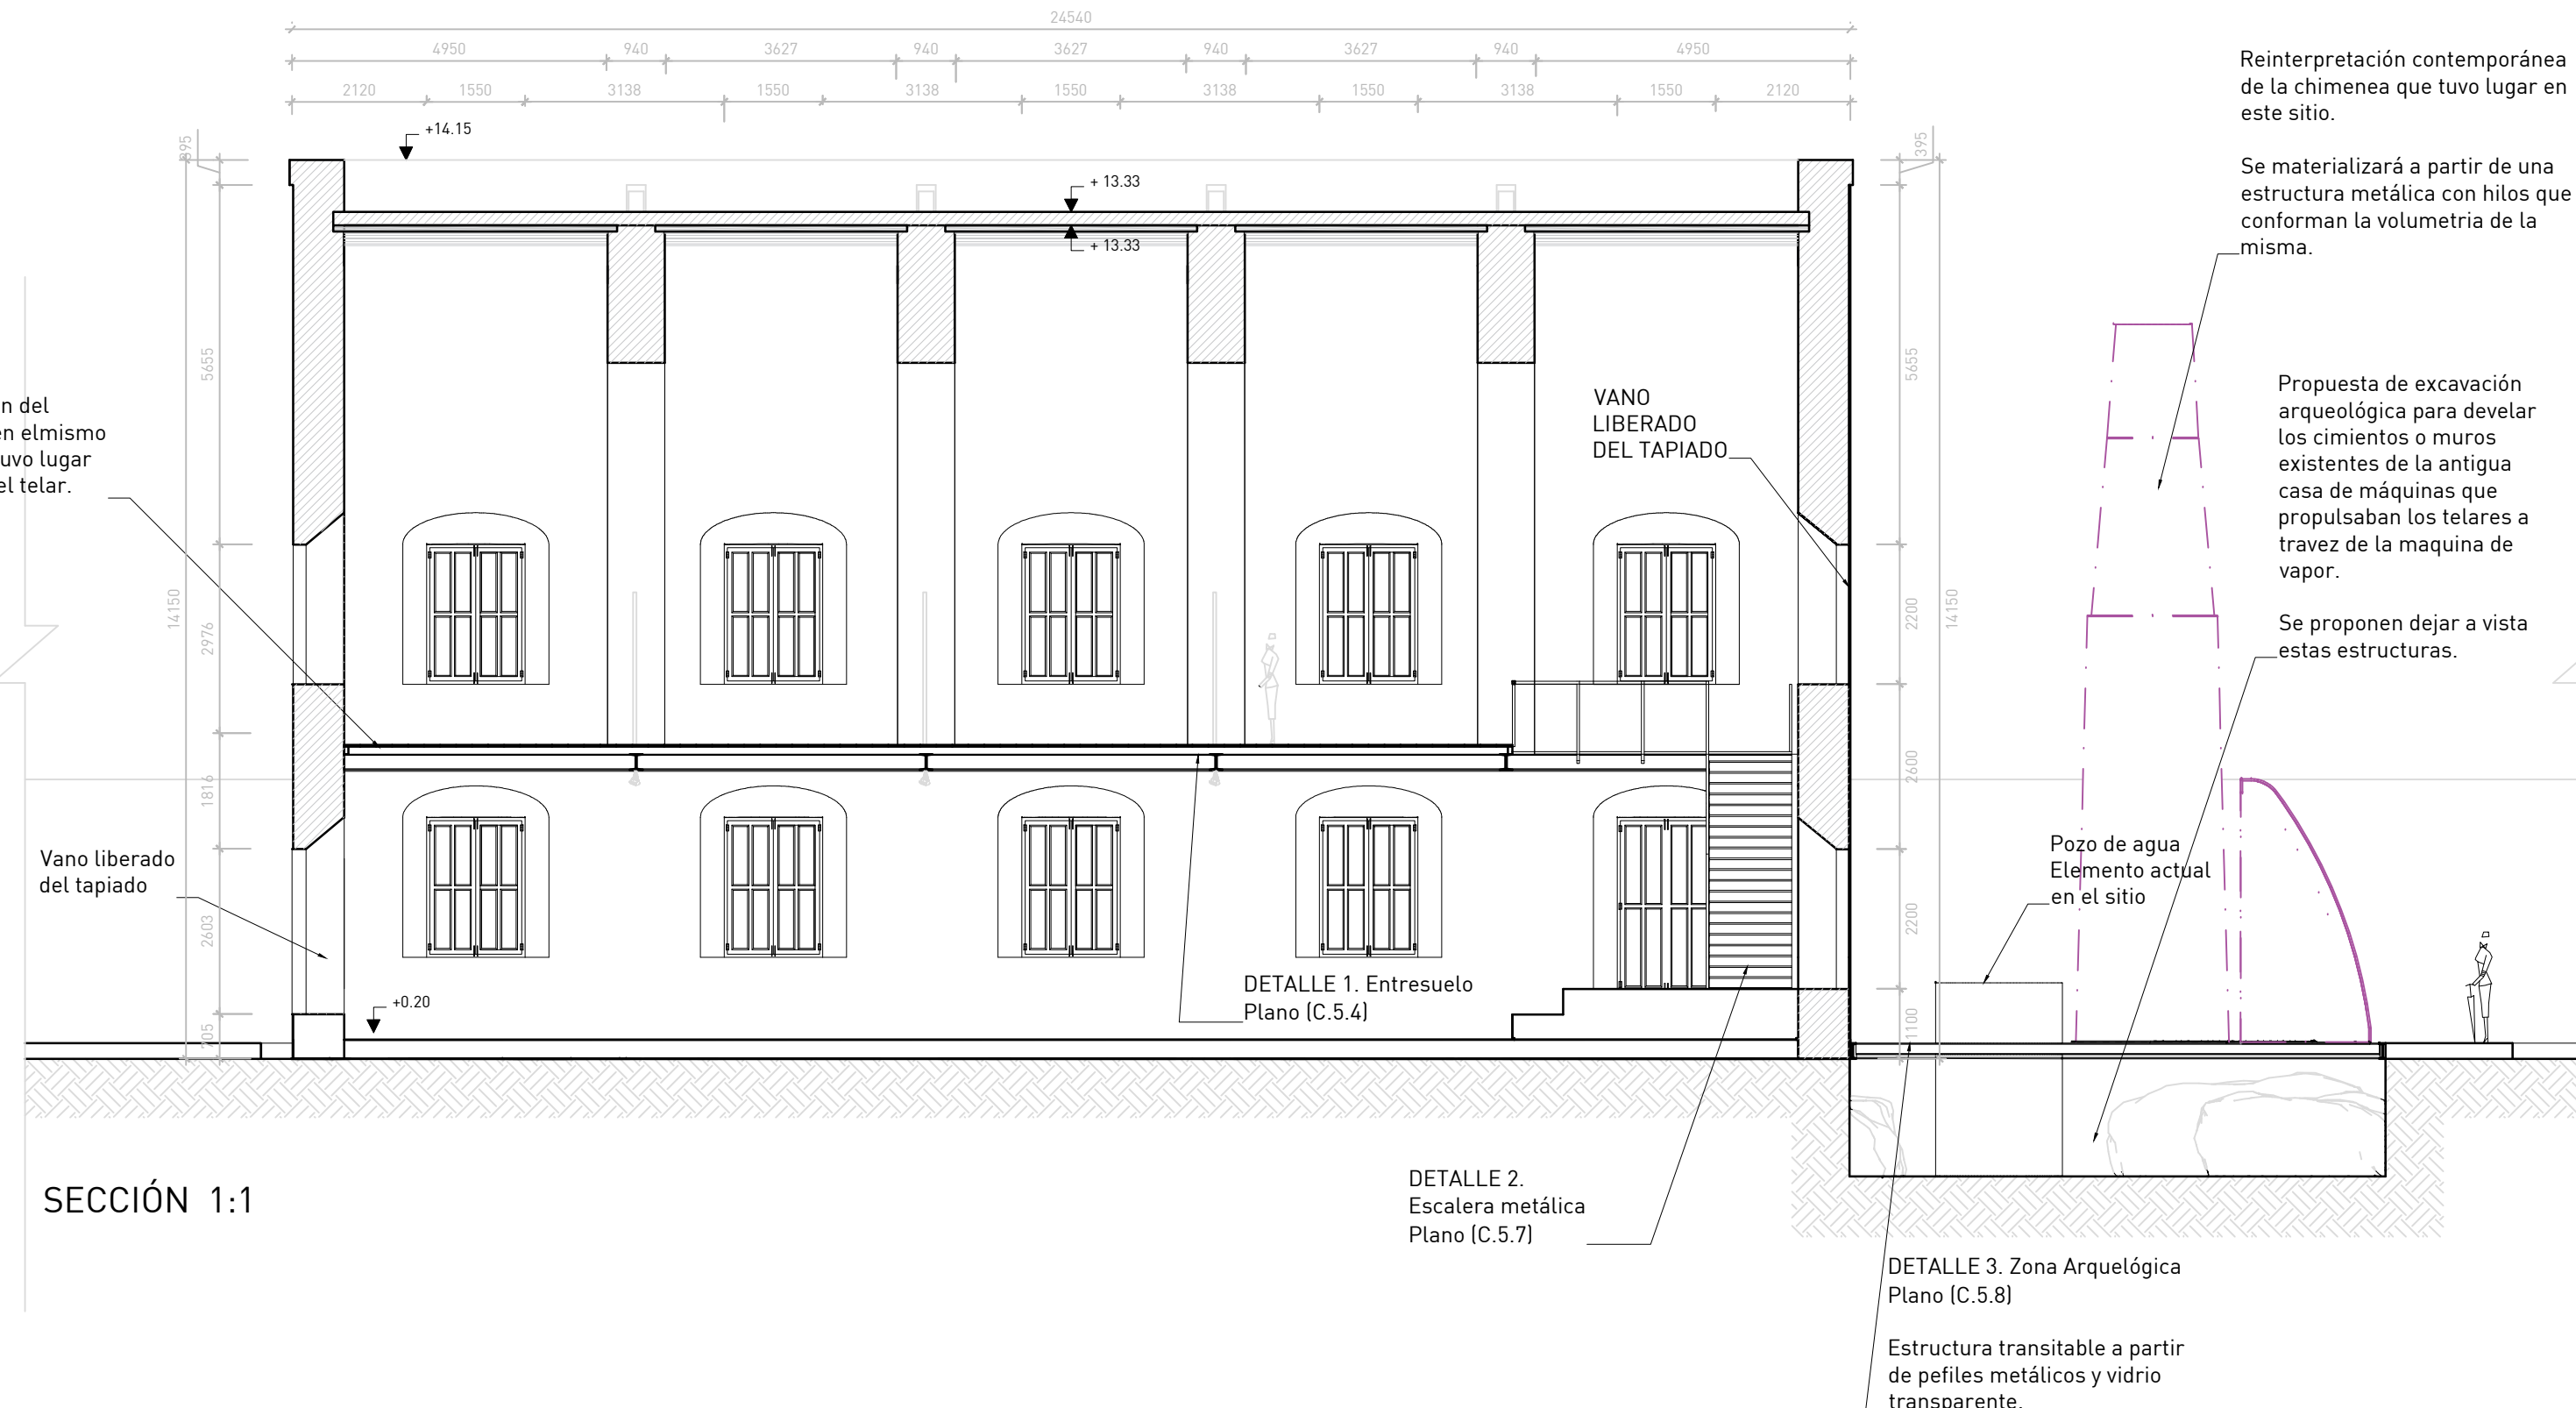 24540
4950 940 3627 940 3627 940 3627 940 4950
2120 1550 3138 1550 3138 1550 3138 1550 3138 1550 2120
+14.15
+ 13.33
+ 13.33
395
5655
14150
2976
1816
2603
705
395
5655
2200
14150
2600
2200
1100
n del
en elmismo
uvo lugar
el telar.
Vano liberado
del tapiado
+0.20
VANO
LIBERADO
DEL TAPIADO
Reinterpretación contemporánea
de la chimenea que tuvo lugar en
este sitio.
Se materializará a partir de una
estructura metálica con hilos que
conforman la volumetria de la
misma.
Propuesta de excavación
arqueológica para develar
los cimientos o muros
existentes de la antigua
casa de máquinas que
propulsaban los telares a
travez de la maquina de
vapor.
Se proponen dejar a vista
estas estructuras.
Pozo de agua
Elemento actual
en el sitio
DETALLE 1. Entresuelo
Plano (C.5.4)
DETALLE 2.
Escalera metálica
Plano (C.5.7)
DETALLE 3. Zona Arquelógica
Plano (C.5.8)
Estructura transitable a partir
de pefiles metálicos y vidrio
transparente.
SECCIÓN 1:1